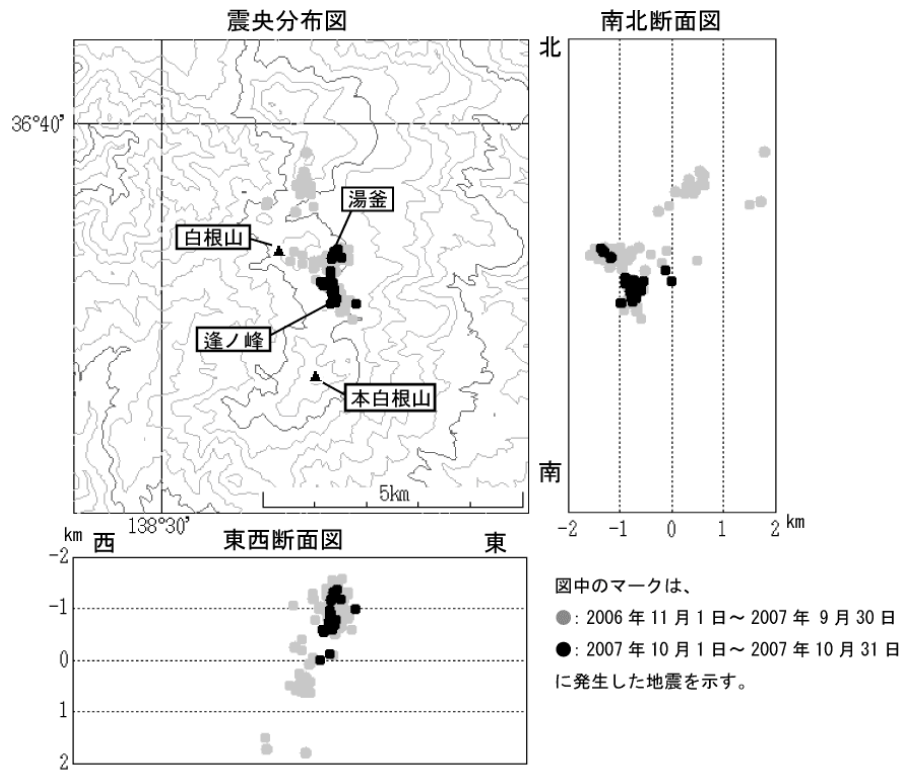 震央分布図
南北断面図
北
36°40'
湯釜
白根山
逢ノ峰
本白根山
南
5km
-2 -1 0 1 2 km
138°30'
km 西 東西断面図 東
-2
-1
0
1
2
図中のマークは、
●: 2006 年 11 月 1 日～ 2007 年 9 月 30 日
●: 2007 年 10 月 1 日～ 2007 年 10 月 31 日
に発生した地震を示す。